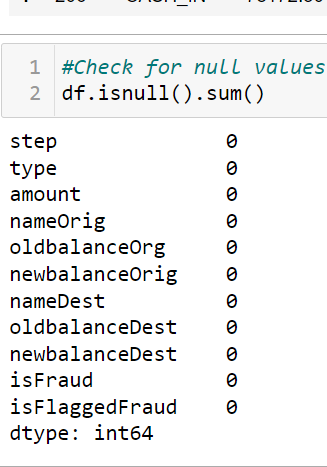 1 #Check for null values
2 df.isnull().sum()
step 0
type 0
amount 0
nameOrig 0
oldbalanceOrg 0
newbalanceOrig 0
nameDest 0
oldbalanceDest 0
newbalanceDest 0
isFraud 0
isFlaggedFraud 0
dtype: int64